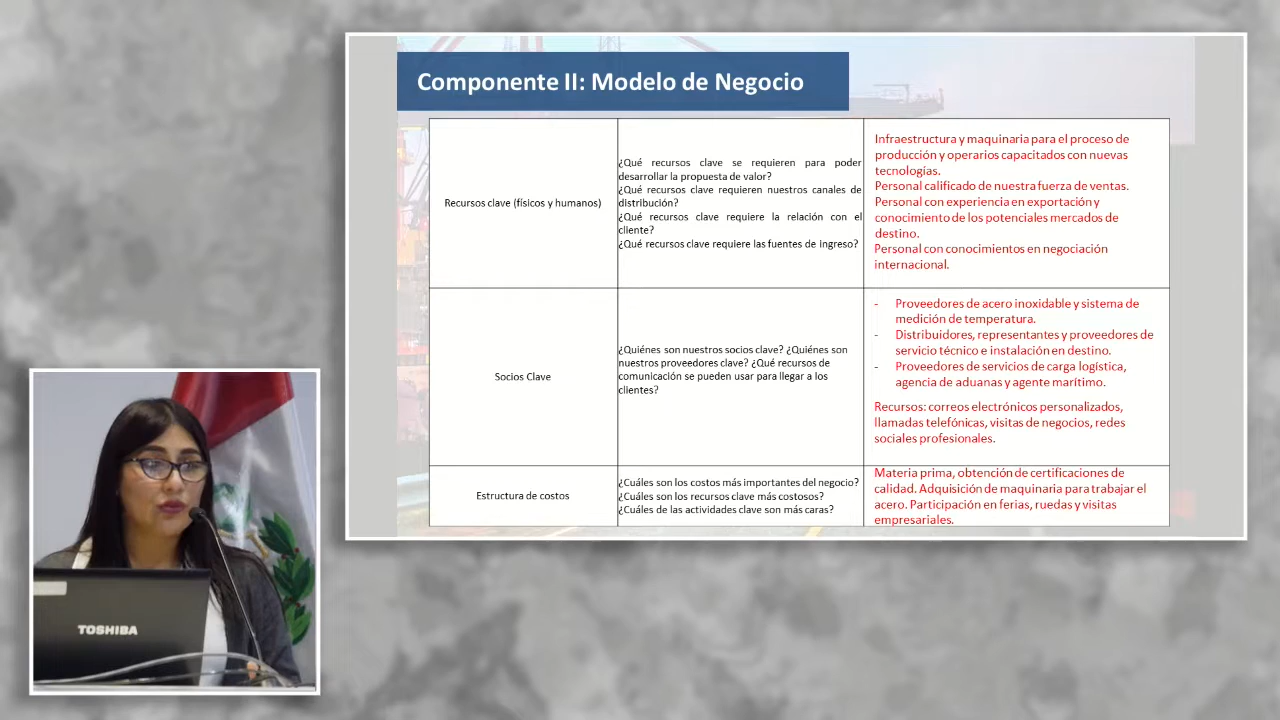 Componente II: Modelo de Negocio
Recursos clave (físicos y humanos)
¿Qué recursos clave se requieren para poder
desarrollar la propuesta de valor?
¿Qué recursos clave requieren nuestros canales de
distribución?
¿Qué recursos clave requiere la relación con el
cliente?
¿Qué recursos clave requiere las fuentes de ingreso?
Infraestructura y maquinaria para el proceso de
producción y operarios capacitados con nuevas
tecnologías.
Personal calificado de nuestra fuerza de ventas.
Personal con experiencia en exportación y
conocimiento de los potenciales mercados de
destino.
Personal con conocimientos en negociación
internacional.
Socios Clave
¿Quiénes son nuestros socios clave? ¿Quiénes son
nuestros proveedores clave? ¿Qué recursos de
comunicación se pueden usar para llegar a los
clientes?
- Proveedores de acero inoxidable y sistema de
medición de temperatura.
- Distribuidores, representantes y proveedores de
servicio técnico e instalación en destino.
- Proveedores de servicios de carga logística,
agencia de aduanas y agente marítimo.
Recursos: correos electrónicos personalizados,
llamadas telefónicas, visitas de negocios, redes
sociales profesionales.
Estructura de costos
¿Cuáles son los costos más importantes del negocio?
¿Cuáles son los recursos clave más costosos?
¿Cuáles de las actividades clave son más caras?
Materia prima, obtención de certificaciones de
calidad. Adquisición de maquinaria para trabajar el
acero. Participación en ferias, ruedas y visitas
empresariales.
TOSHIBA